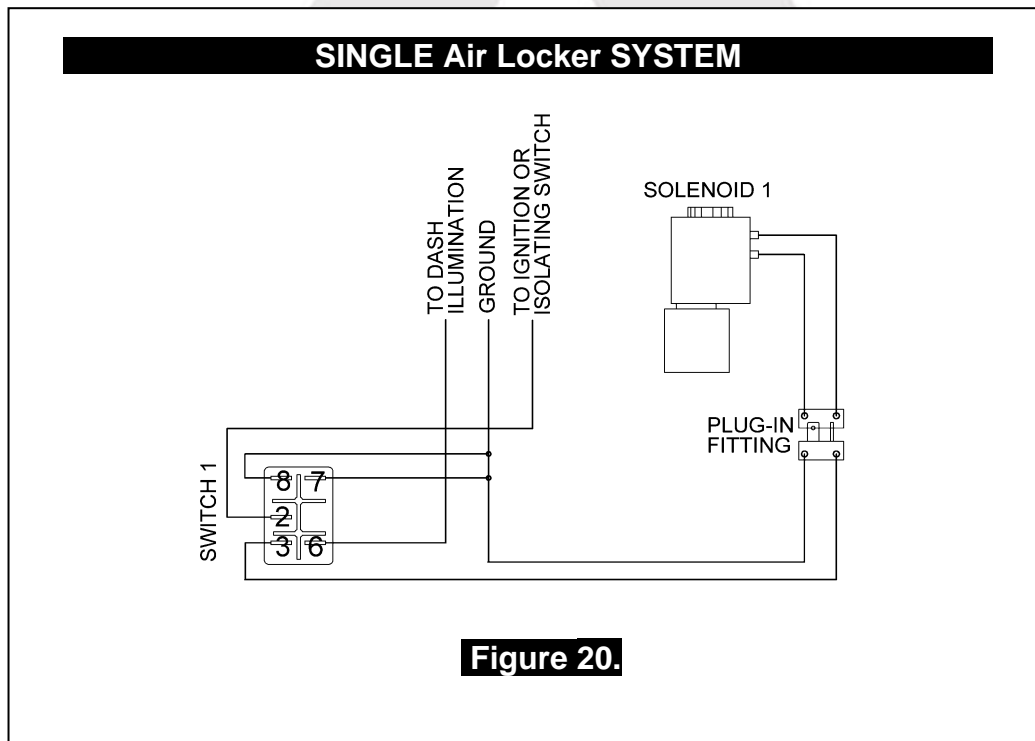 SINGLE Air Locker SYSTEM
TO DASH
ILLUMINATION
GROUND
TO IGNITION OR
ISOLATING SWITCH
SOLENOID 1
PLUG-IN
FITTING
SWITCH 1
8 7
2
3 6
Figure 20.